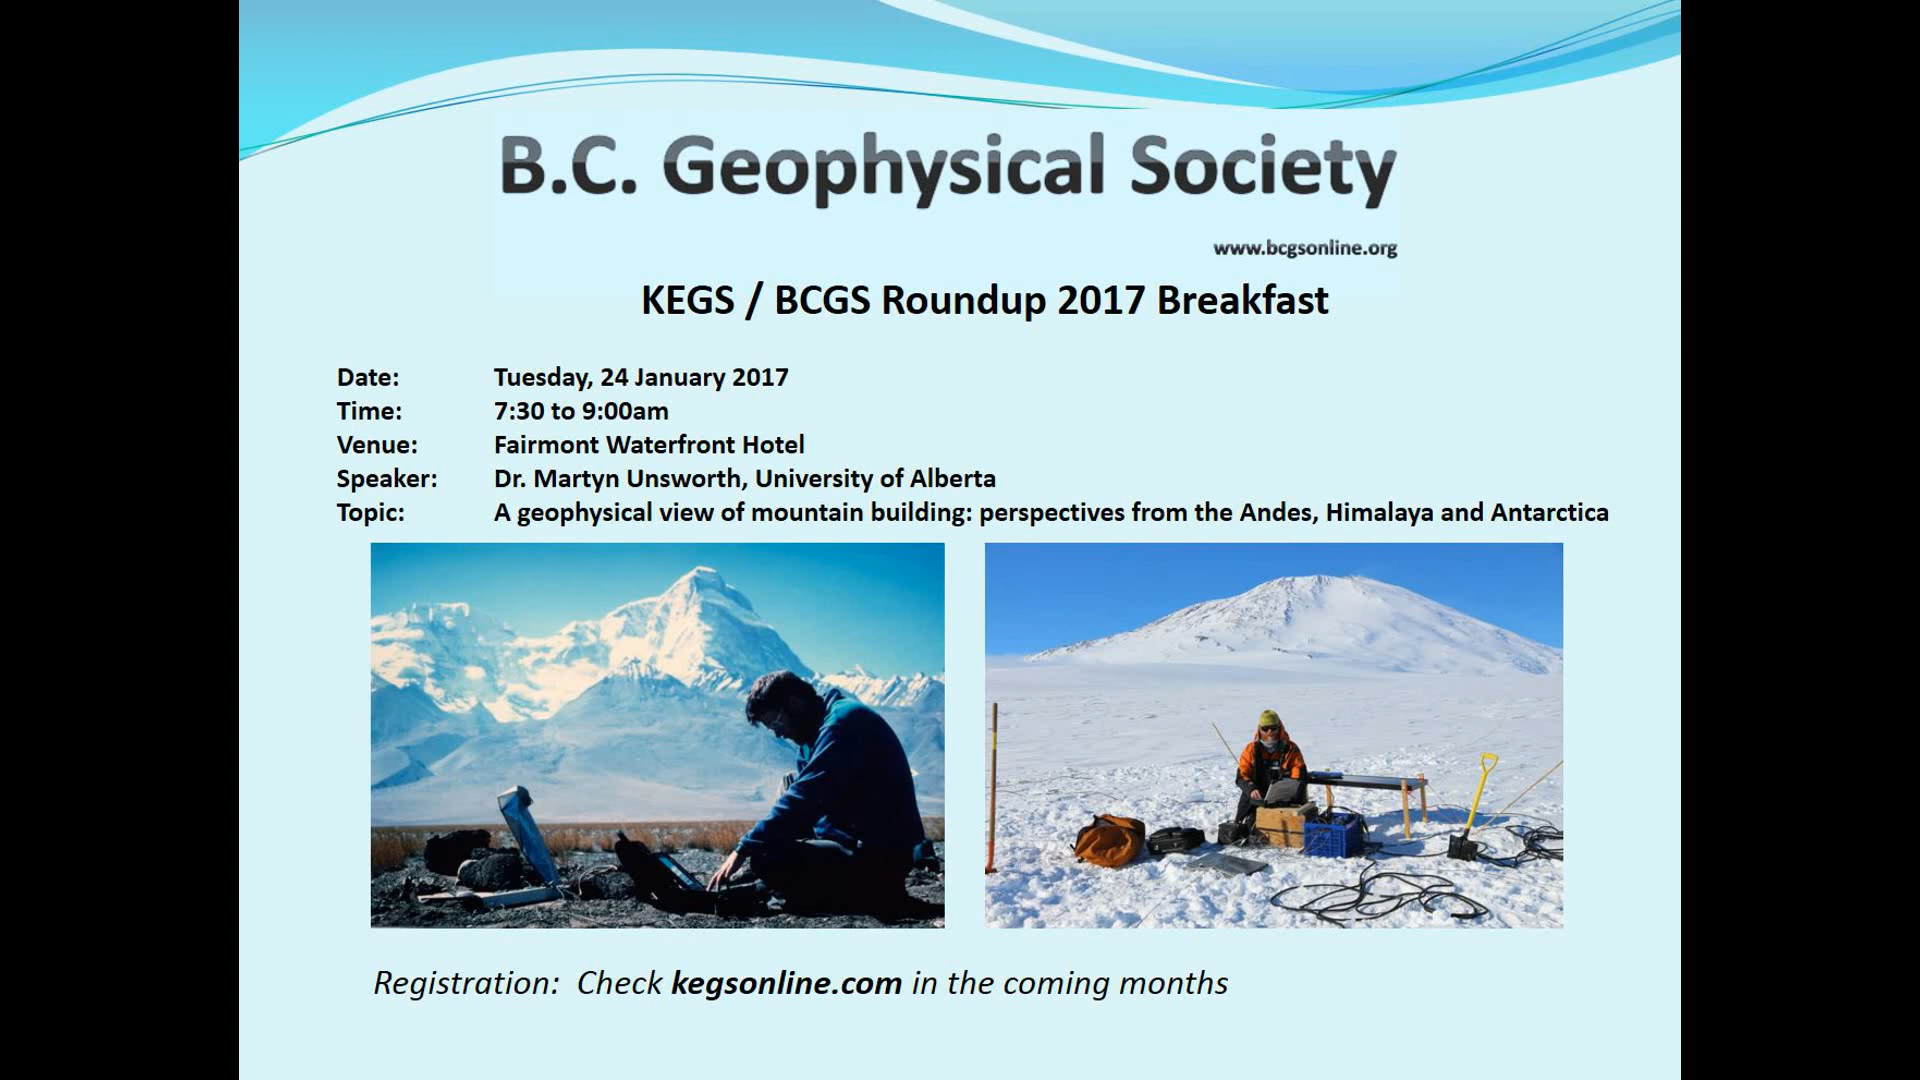 B.C. Geophysical Society
www.bcgsonline.org
KEGS / BCGS Roundup 2017 Breakfast
Date: Tuesday, 24 January 2017
Time: 7:30 to 9:00am
Venue: Fairmont Waterfront Hotel
Speaker: Dr. Martyn Unsworth, University of Alberta
Topic: A geophysical view of mountain building: perspectives from the Andes, Himalaya and Antarctica
Registration: Check kegsonline.com in the coming months